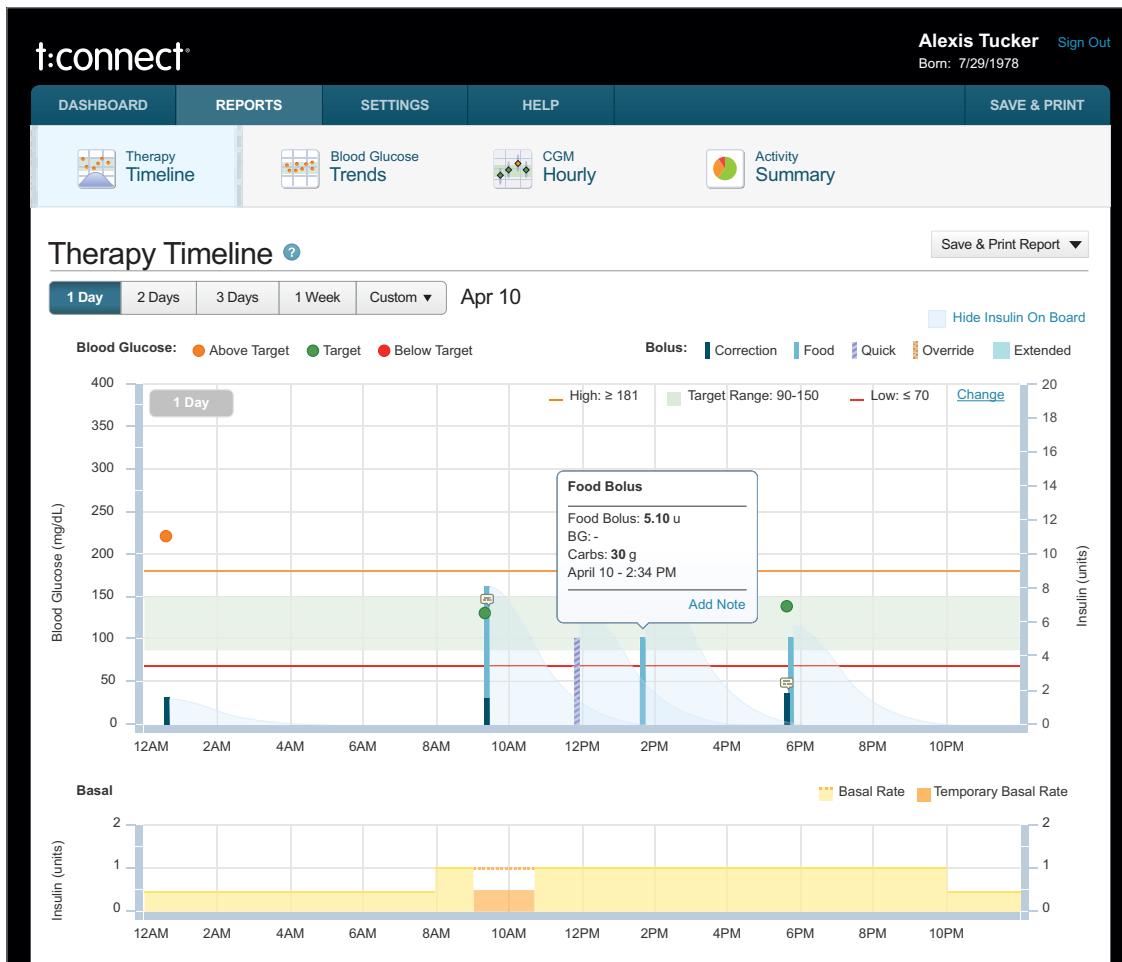 t:connect®
Alexis Tucker Sign Out
Born: 7/29/1978
DASHBOARD REPORTS SETTINGS HELP SAVE & PRINT
Therapy
Timeline
Blood Glucose
Trends
CGM
Hourly
Activity
Summary
Therapy Timeline ?
Save & Print Report ▼
1 Day 2 Days 3 Days 1 Week Custom ▼ Apr 10
Hide Insulin On Board
Blood Glucose: Above Target Target Below Target
Bolus: Correction Food Quick Override Extended
1 Day
High: ≥ 181 Target Range: 90-150 Low: ≤ 70 Change
Blood Glucose (mg/dL)
400
350
300
250
200
150
100
50
0
Food Bolus
Food Bolus: 5.10 u
BG: -
Carbs: 30 g
April 10 - 2:34 PM
Add Note
20
18
16
14
12
10
8
6
4
2
0
Insulin (units)
12AM 2AM 4AM 6AM 8AM 10AM 12PM 2PM 4PM 6PM 8PM 10PM
Basal
Basal Rate Temporary Basal Rate
Insulin (units)
2
1
0
2
1
0
12AM 2AM 4AM 6AM 8AM 10AM 12PM 2PM 4PM 6PM 8PM 10PM